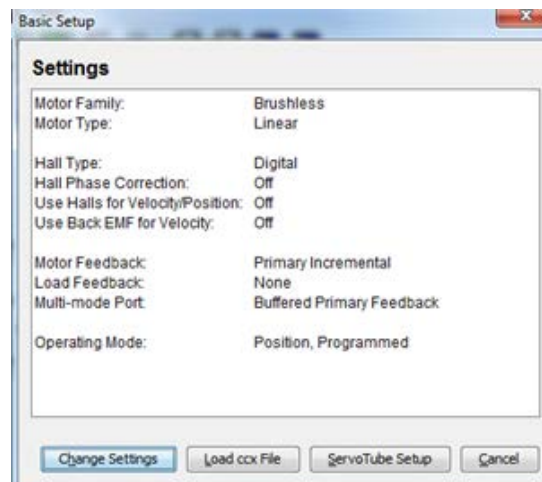 Basic Setup
Settings
Motor Family: Brushless
Motor Type: Linear
Hall Type: Digital
Hall Phase Correction: Off
Use Halls for Velocity/Position: Off
Use Back EMF for Velocity: Off
Motor Feedback: Primary Incremental
Load Feedback: None
Multi-mode Port: Buffered Primary Feedback
Operating Mode: Position, Programmed
Change Settings Load ccx File ServoTube Setup Cancel